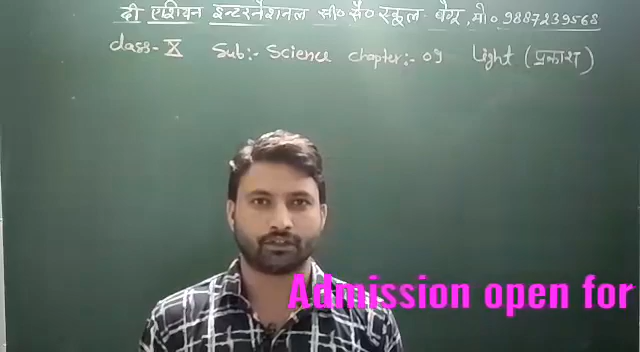 दी एशियन इन्टरनेशनल सी० सै० स्कूल बेगू, मो० 9887239568
class- X Sub:- Science chapter:- 09 Light (प्रकाश)
Admission open for